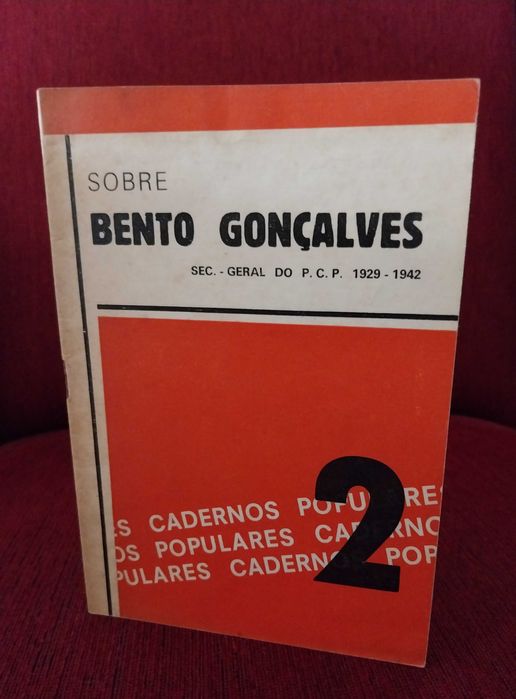 SOBRE
BENTO GONÇALVES
SEC. - GERAL DO P. C. P. 1929 - 1942
2
ES CADERNOS POPULARES
OS POPULARES CADERNO
PULARES CADERNOS POP